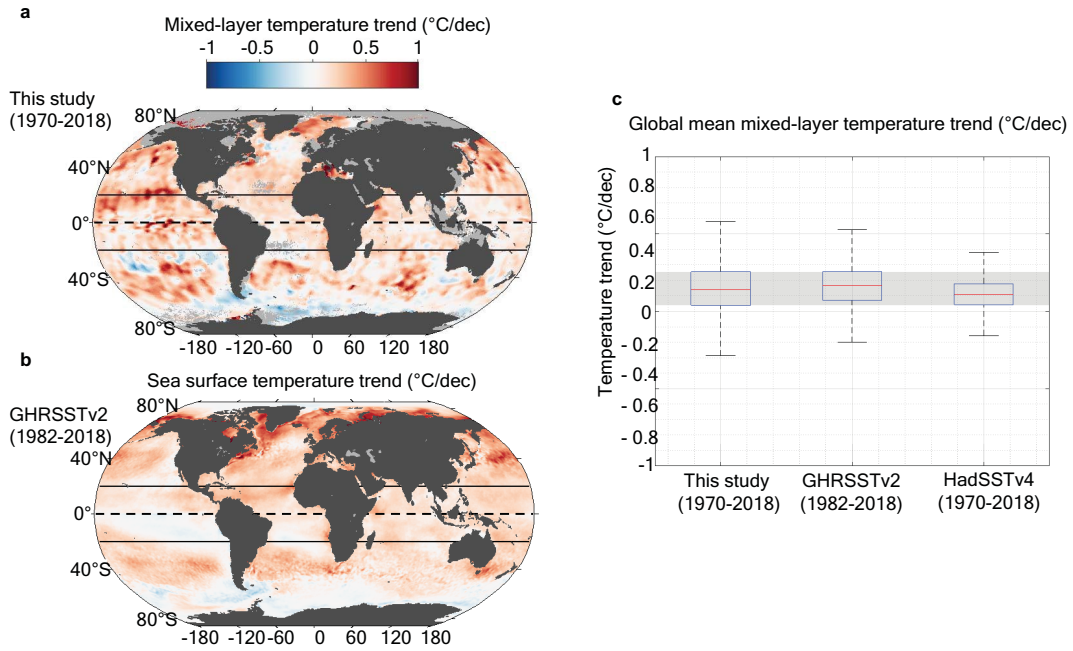 a
Mixed-layer temperature trend (°C/dec)
-1 -0.5 0 0.5 1
This study
(1970-2018)
80°N
40°N
0°
40°S
80°S
-180 -120 -60 0 60 120 180
b
Sea surface temperature trend (°C/dec)
GHRSSTv2
(1982-2018)
80°N
40°N
0°
40°S
80°S
-180 -120 -60 0 60 120 180
c
Global mean mixed-layer temperature trend (°C/dec)
Temperature trend (°C/dec)
1
0.8
0.6
0.4
0.2
0
- 0.2
- 0.4
- 0.6
- 0.8
-1
This study
(1970-2018)
GHRSSTv2
(1982-2018)
HadSSTv4
(1970-2018)